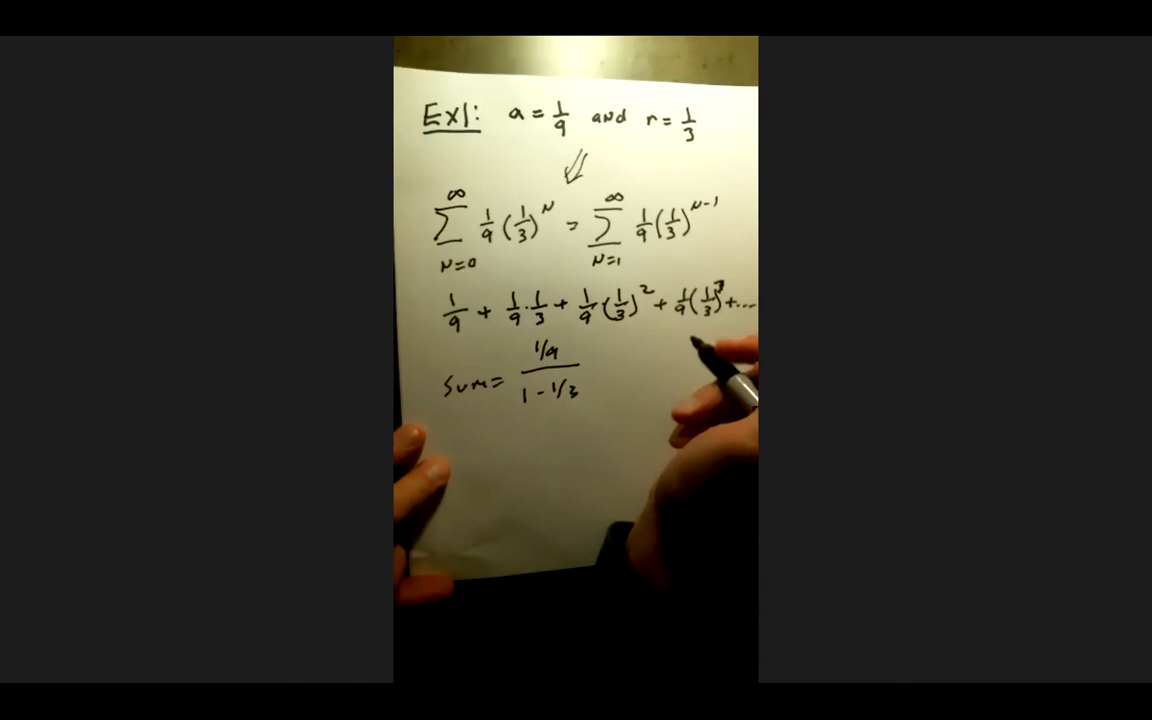 Ex1: a = 1/9 and r = 1/3
∞ ∑ N=0 1/9 (1/3)^N = ∞ ∑ N=1 1/9 (1/3)^N-1
1/9 + 1/9 · 1/3 + 1/9 · (1/3)^2 + 1/9 (1/3)^3 + ...
Sum = 1/9 / 1 - 1/3